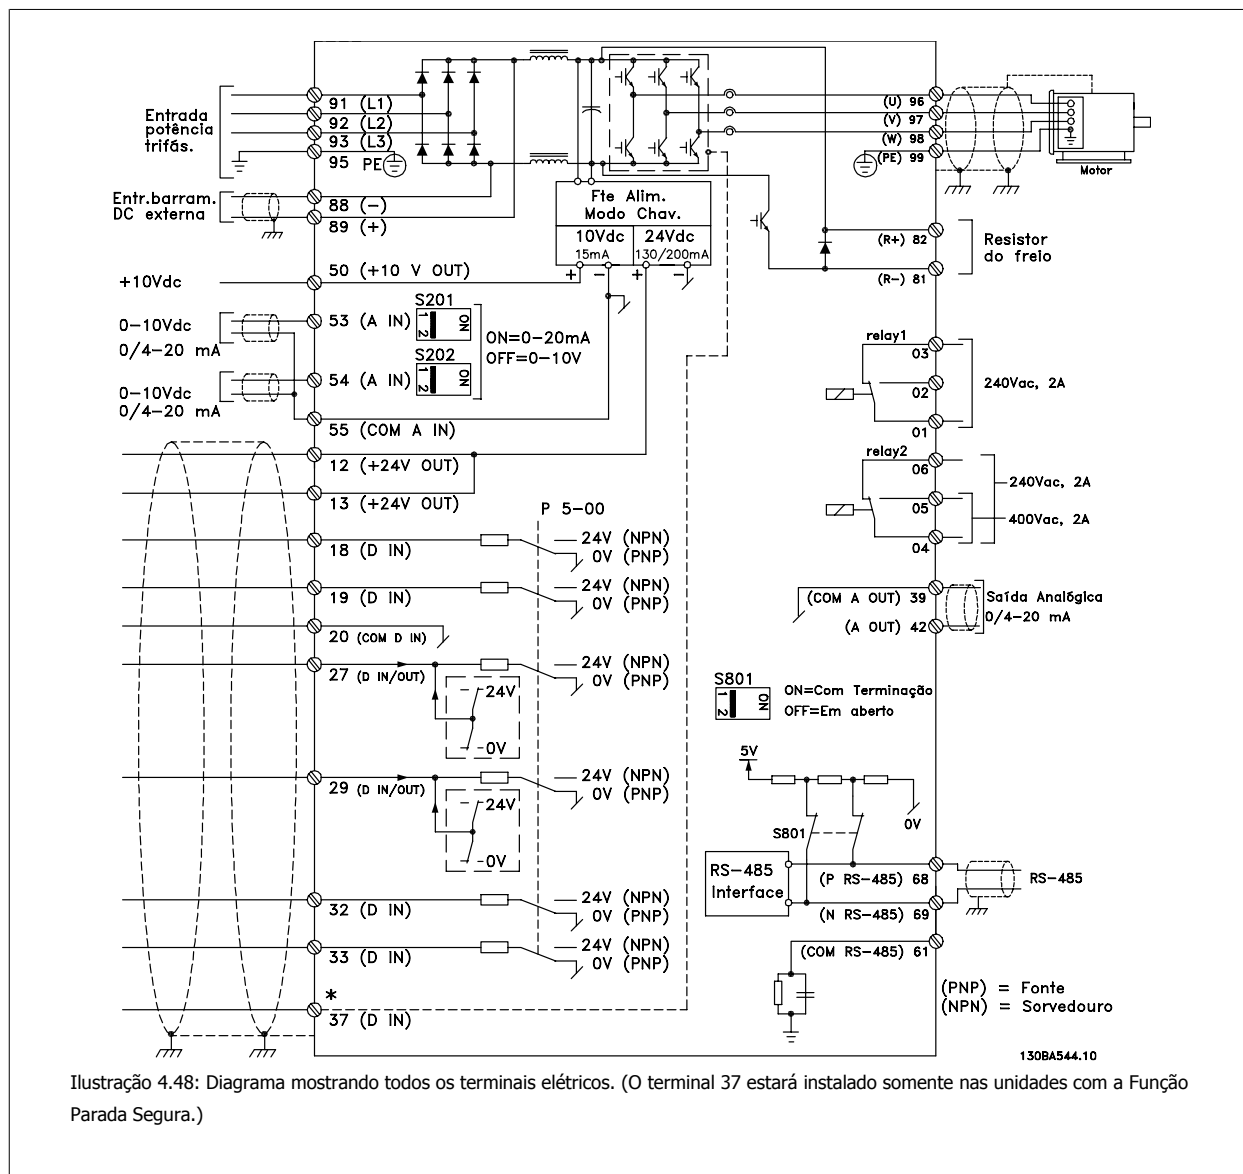 Entrada
potência
trifás.
91 (L1)
92 (L2)
93 (L3)
95 PE
Entr.barram.
DC externa
88 (-)
89 (+)
+10Vdc
50 (+10 V OUT)
0-10Vdc
0/4-20 mA
53 (A IN)
S201
1 2
ON
ON=0-20mA
OFF=0-10V
S202
1 2
ON
0-10Vdc
0/4-20 mA
54 (A IN)
55 (COM A IN)
12 (+24V OUT)
13 (+24V OUT)
Fte Alim.
Modo Chav.
10Vdc
15mA
24Vdc
130/200mA
+ - + -
P 5-00
18 (D IN)
24V (NPN)
0V (PNP)
19 (D IN)
24V (NPN)
0V (PNP)
20 (COM D IN)
27 (D IN/OUT)
24V (NPN)
0V (PNP)
24V
0V
29 (D IN/OUT)
24V (NPN)
0V (PNP)
24V
0V
32 (D IN)
24V (NPN)
0V (PNP)
33 (D IN)
24V (NPN)
0V (PNP)
*
37 (D IN)
(U) 96
(V) 97
(W) 98
(PE) 99
Motor
(R+) 82
Resistor
do freio
(R-) 81
relay1
03
02
01
240Vac, 2A
relay2
06
05
04
240Vac, 2A
400Vac, 2A
(COM A OUT) 39
(A OUT) 42
Saída Analógica
0/4-20 mA
S801
1 2
ON
ON=Com Terminação
OFF=Em aberto
5V
0V
S801
RS-485
Interface
(P RS-485) 68
(N RS-485) 69
RS-485
(COM RS-485) 61
(PNP) = Fonte
(NPN) = Sorvedouro
130BA544.10
Ilustração 4.48: Diagrama mostrando todos os terminais elétricos. (O terminal 37 estará instalado somente nas unidades com a Função
Parada Segura.)